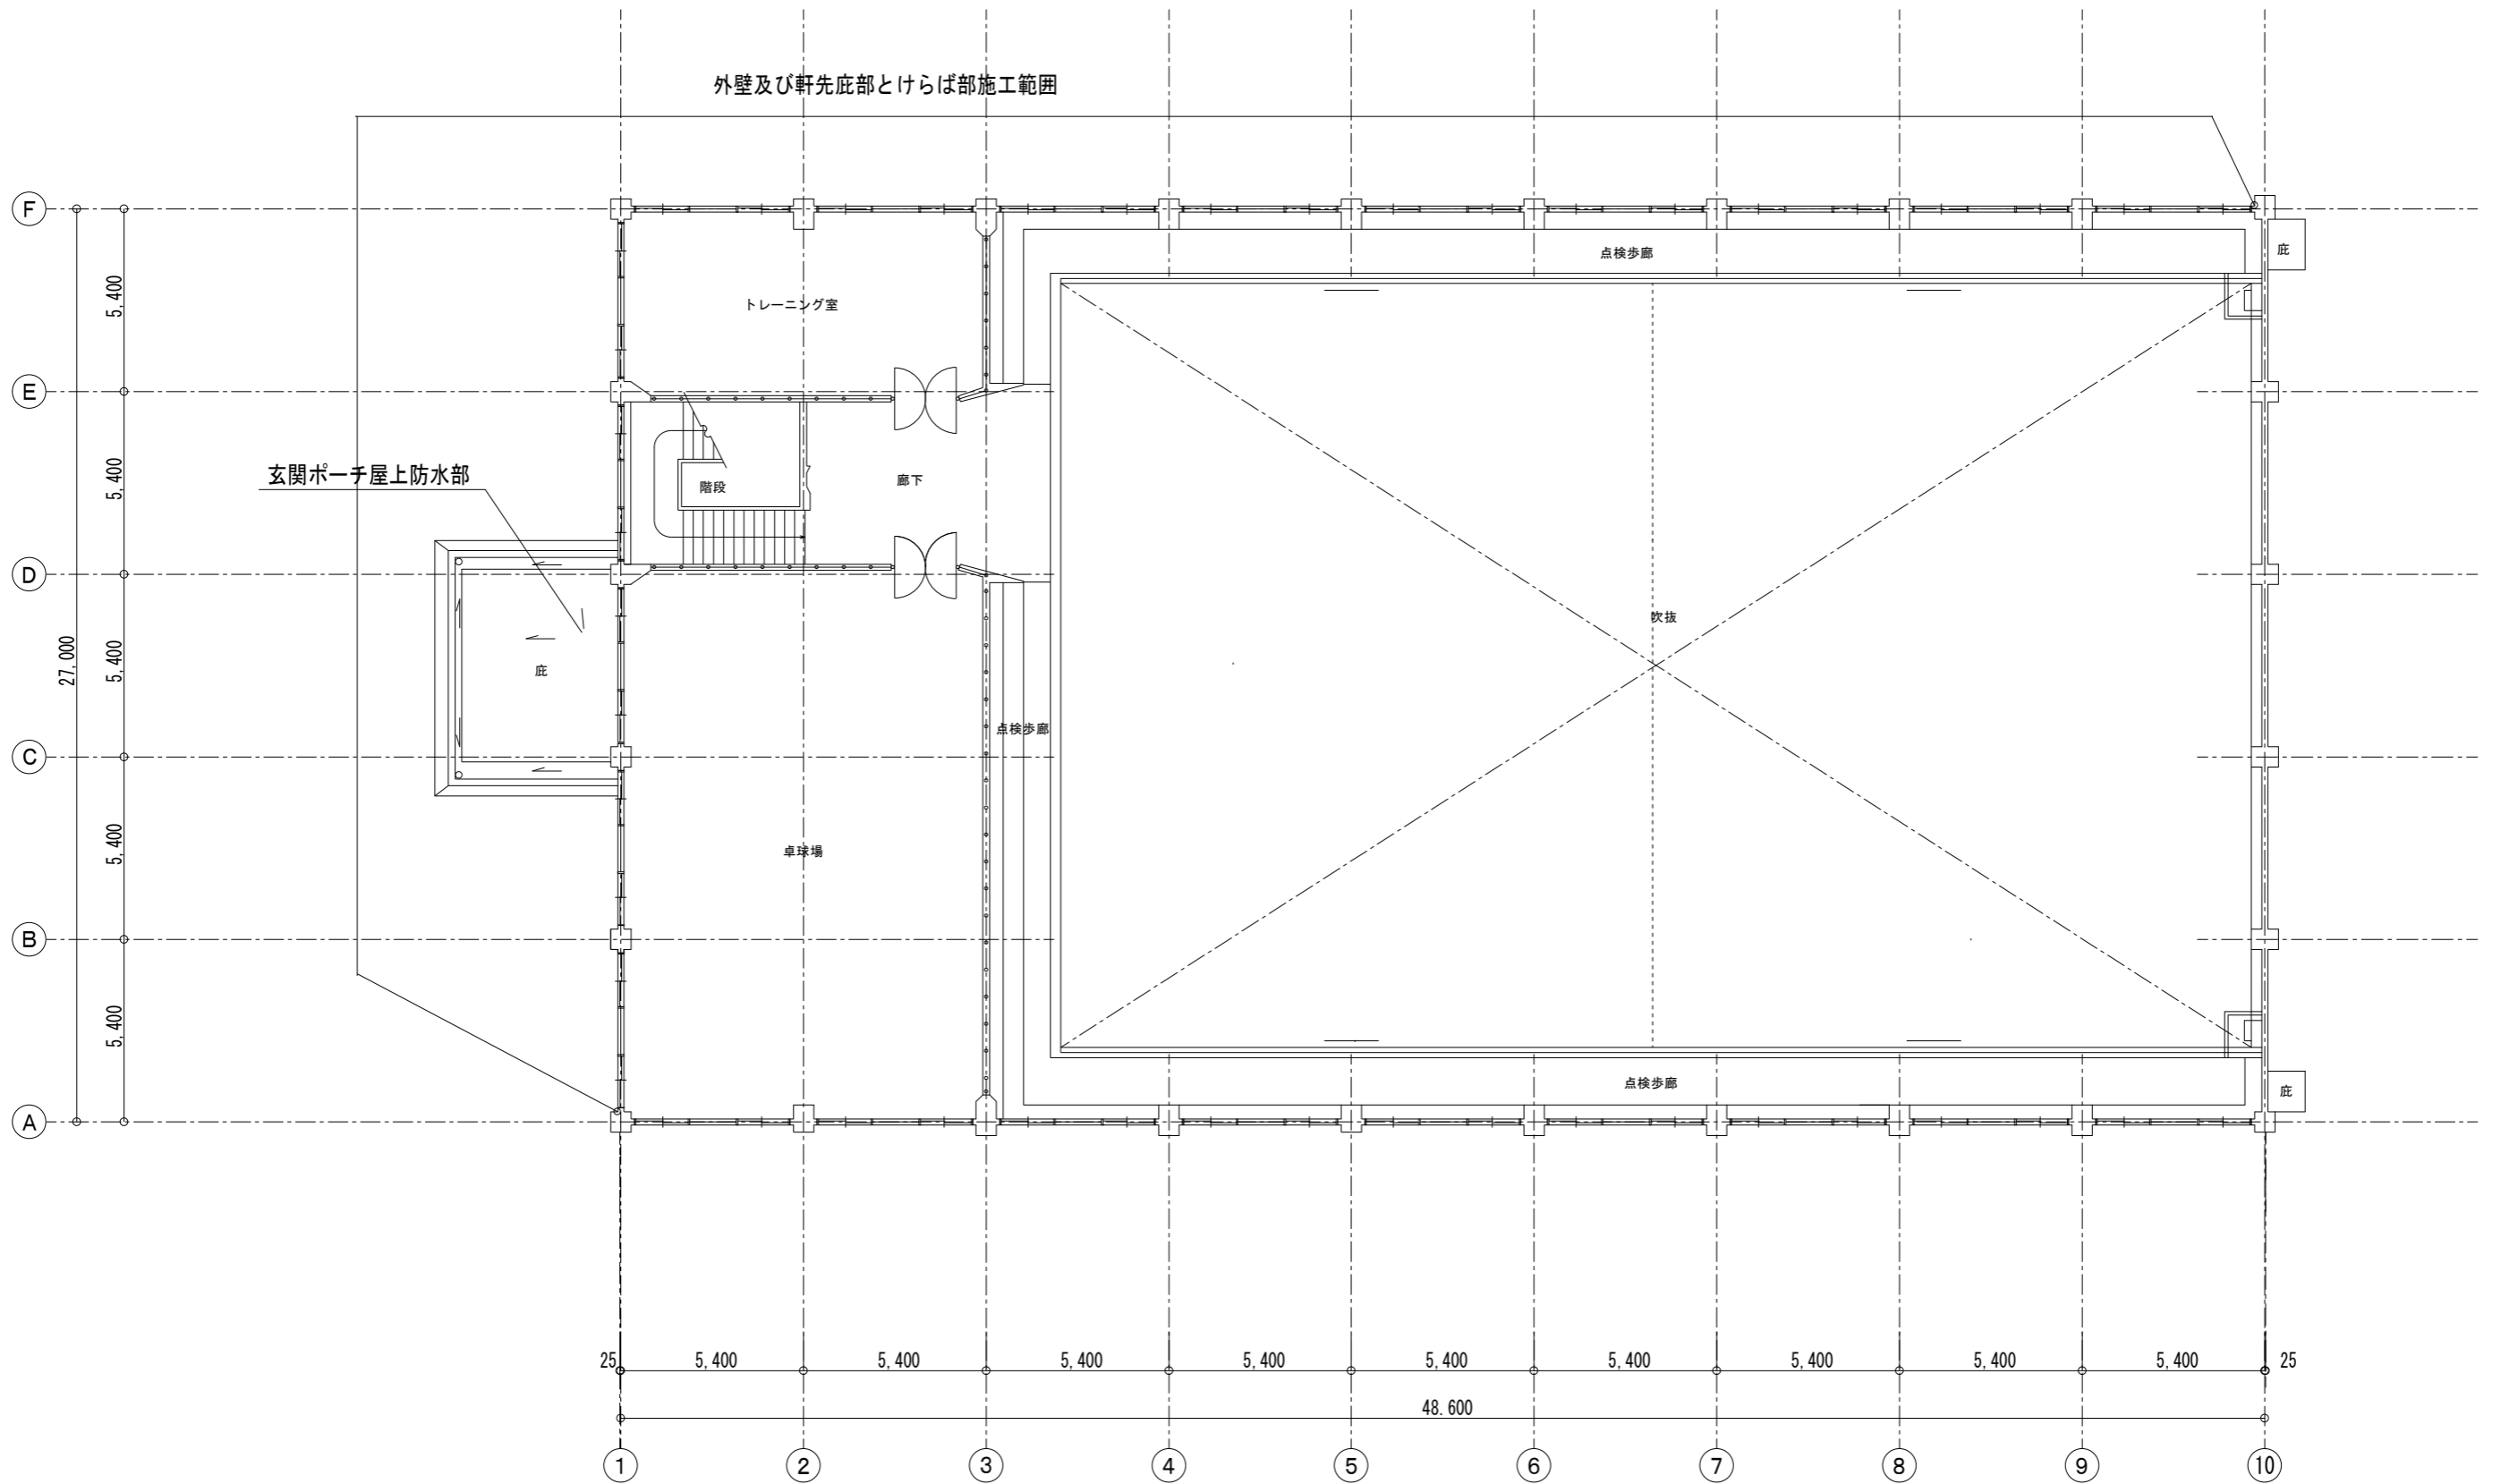 外壁及び軒先庇部とけらば部施工範囲
F
点検歩廊
庇
5,400
トレーニング室
E
玄関ポーチ屋上防水部
5,400
階段
廊下
D
27,000
5,400
庇
吹抜
点検歩廊
C
5,400
卓球場
B
5,400
点検歩廊
庇
A
25
5,400
5,400
5,400
5,400
5,400
5,400
5,400
5,400
5,400
25
48.600
1
2
3
4
5
6
7
8
9
10